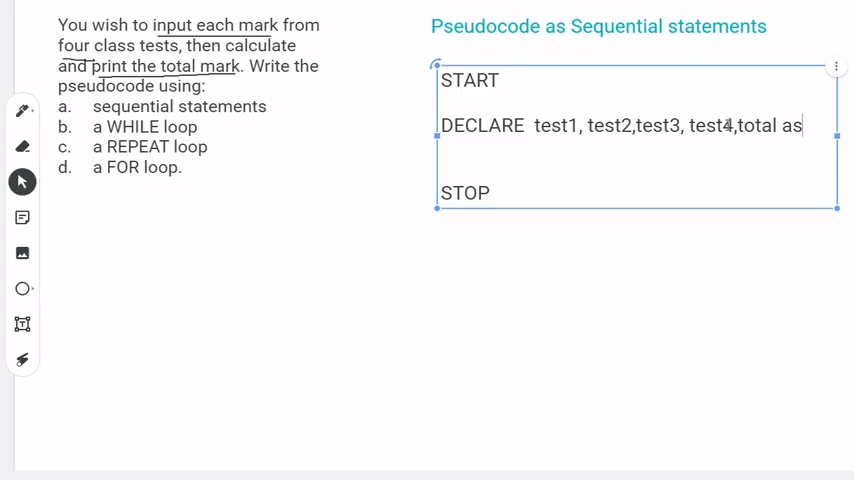 You wish to input each mark from
four class tests, then calculate
and print the total mark. Write the
pseudocode using:
a. sequential statements
b. a WHILE loop
c. a REPEAT loop
d. a FOR loop.
Pseudocode as Sequential statements
START
DECLARE test1, test2,test3, test4,total as
STOP